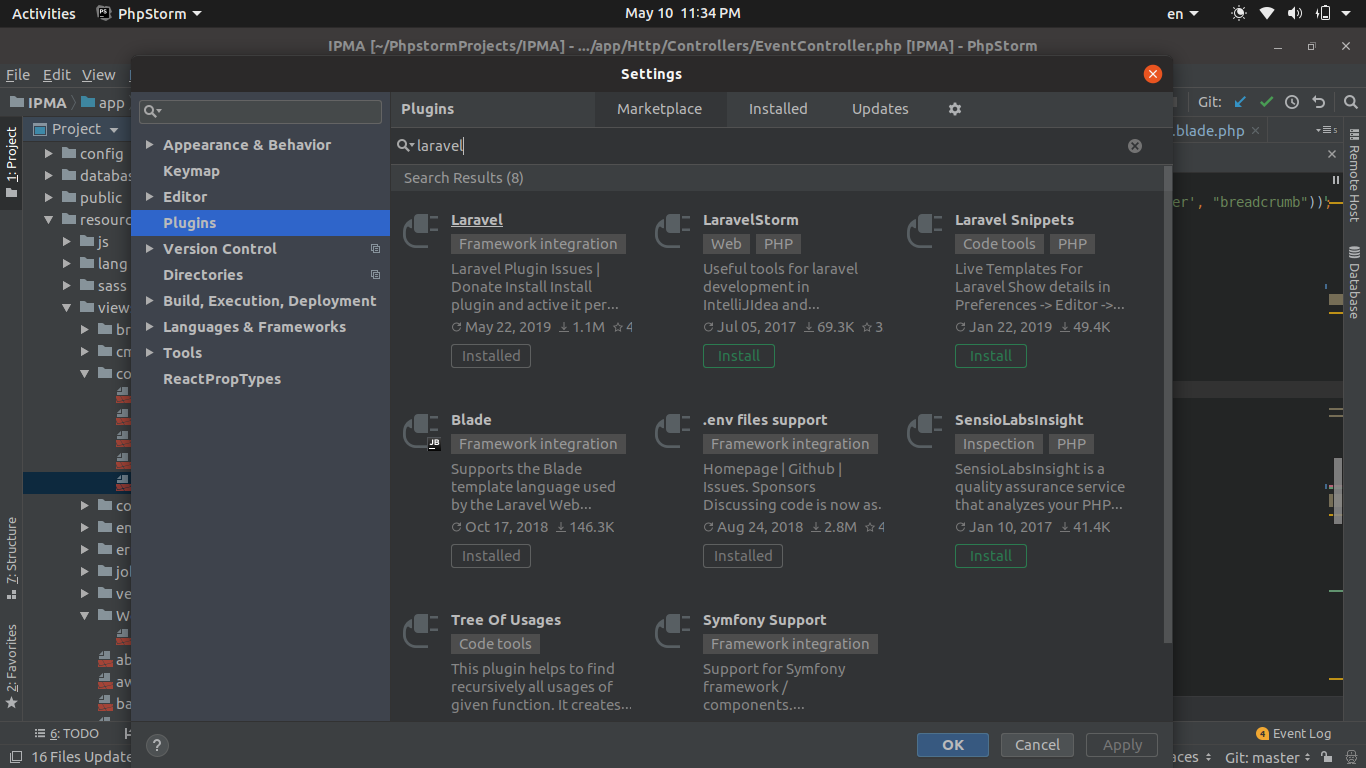 Activities PhpStorm May 10 11:34 PM en
IPMA [~/PhpstormProjects/IPMA] - .../app/Http/Controllers/EventController.php [IPMA] - PhpStorm
File Edit View
Settings
IPMA app
Git:
Plugins Marketplace Installed Updates
1: Project
Project
.blade.php
laravel
Appearance & Behavior
Keymap
Editor
Plugins
Version Control
Directories
Build, Execution, Deployment
Languages & Frameworks
Tools
ReactPropTypes
config
databas
public
resourc
js
lang
sass
view
br
cm
co
co
en
er
jo
ve
W
ab
aw
ba
Search Results (8)
Laravel
Framework integration
Laravel Plugin Issues |
Donate Install Install
plugin and active it per...
May 22, 2019 1.1M 4
Installed
LaravelStorm
Web PHP
Useful tools for laravel
development in
IntelliJIdea and...
Jul 05, 2017 69.3K 3
Install
Laravel Snippets
Code tools PHP
Live Templates For
Laravel Show details in
Preferences -> Editor ->...
Jan 22, 2019 49.4K
Install
Blade
Framework integration
Supports the Blade
template language used
by the Laravel Web...
Oct 17, 2018 146.3K
Installed
JB
.env files support
Framework integration
Homepage | Github |
Issues. Sponsors
Discussing code is now as.
Aug 24, 2018 2.8M 4
Installed
SensioLabsInsight
Inspection PHP
SensioLabsInsight is a
quality assurance service
that analyzes your PHP...
Jan 10, 2017 41.4K
Install
Tree Of Usages
Code tools
This plugin helps to find
recursively all usages of
given function. It creates...
Symfony Support
Framework integration
Support for Symfony
framework /
components....
er', "breadcrumb"));
Remote Host
Database
7: Structure
2: Favorites
? OK Cancel Apply
6: TODO
4 Event Log
16 Files Update
aces Git: master